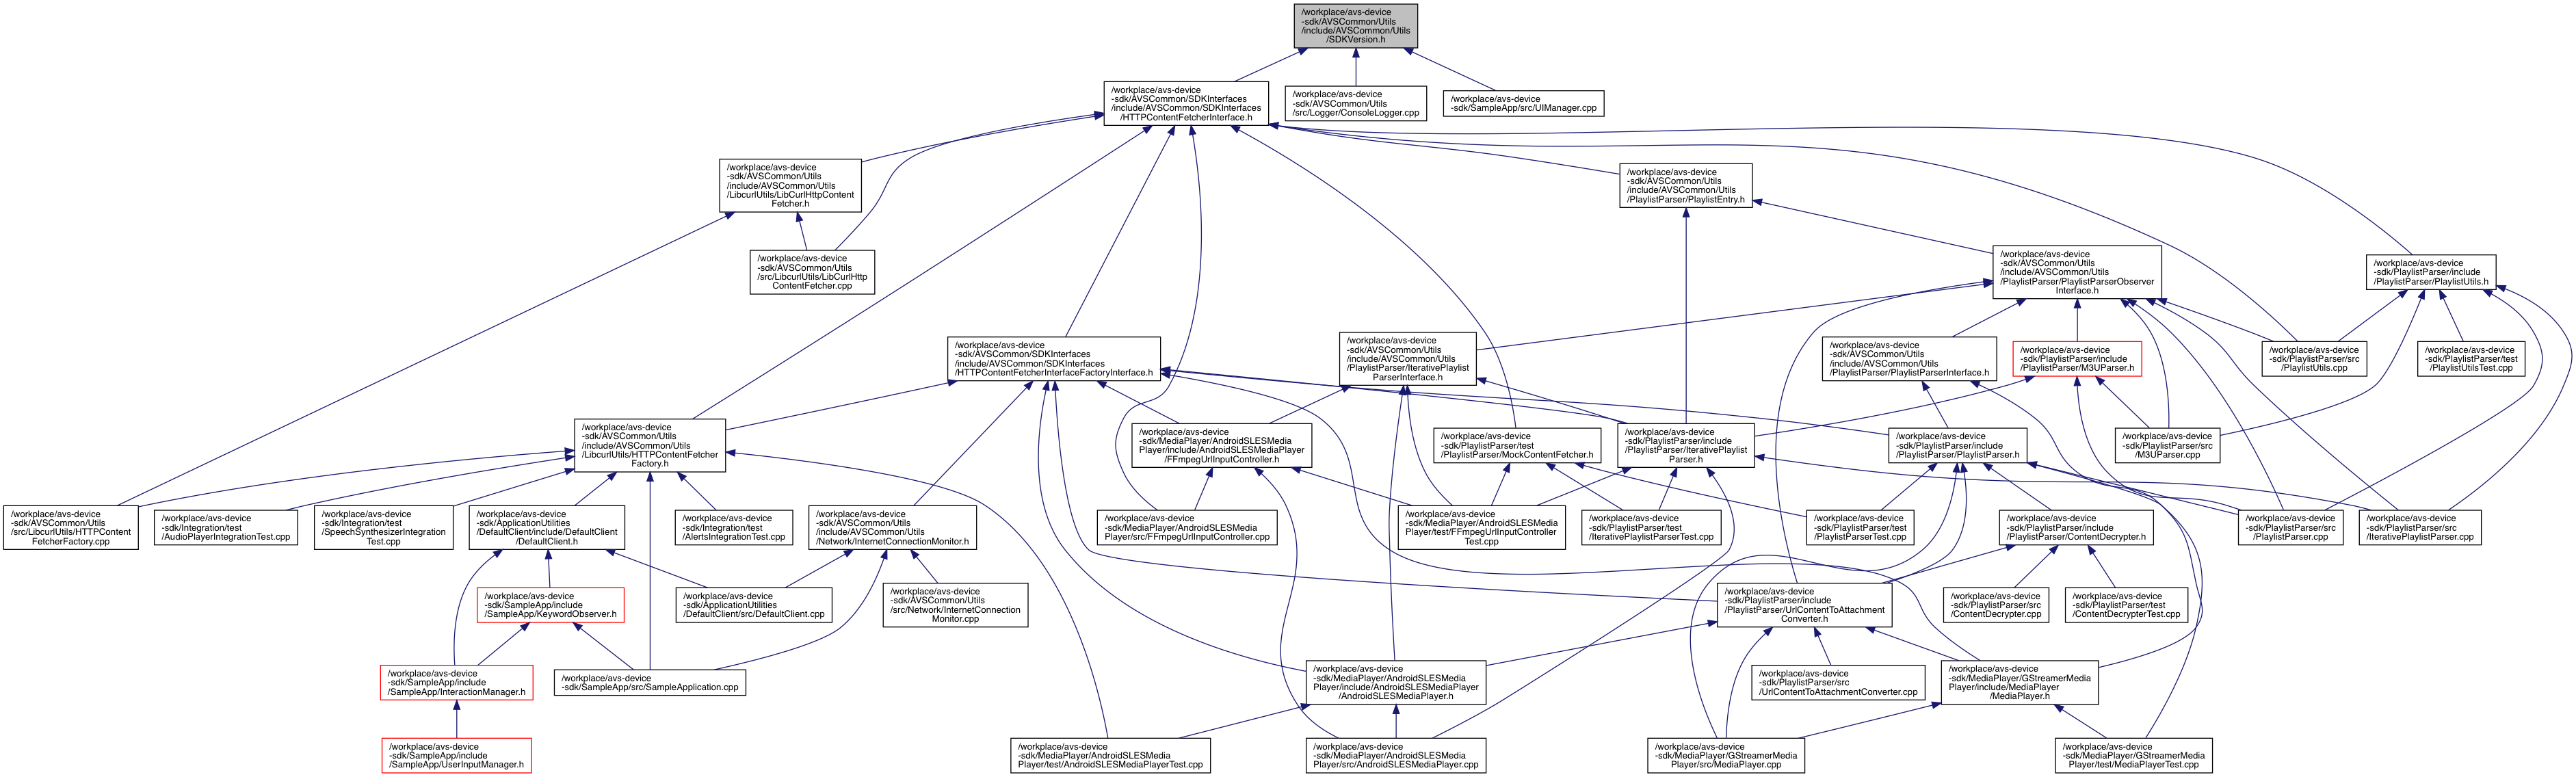 /workplace/avs-device
-sdk/AVSCommon/Utils
/include/AVSCommon/Utils
/SDKVersion.h
/workplace/avs-device
-sdk/AVSCommon/SDKInterfaces
/include/AVSCommon/SDKInterfaces
/HTTPContentFetcherInterface.h
/workplace/avs-device
-sdk/AVSCommon/Utils
/src/Logger/ConsoleLogger.cpp
/workplace/avs-device
-sdk/SampleApp/src/UIManager.cpp
/workplace/avs-device
-sdk/AVSCommon/Utils
/include/AVSCommon/Utils
/LibcurlUtils/LibCurlHttpContent
Fetcher.h
/workplace/avs-device
-sdk/AVSCommon/Utils
/include/AVSCommon/Utils
/PlaylistParser/PlaylistEntry.h
/workplace/avs-device
-sdk/AVSCommon/Utils
/src/LibcurlUtils/LibCurlHttp
ContentFetcher.cpp
/workplace/avs-device
-sdk/AVSCommon/Utils
/include/AVSCommon/Utils
/PlaylistParser/PlaylistParserObserver
Interface.h
/workplace/avs-device
-sdk/PlaylistParser/include
/PlaylistParser/PlaylistUtils.h
/workplace/avs-device
-sdk/AVSCommon/SDKInterfaces
/include/AVSCommon/SDKInterfaces
/HTTPContentFetcherInterfaceFactoryInterface.h
/workplace/avs-device
-sdk/AVSCommon/Utils
/include/AVSCommon/Utils
/PlaylistParser/IterativePlaylist
ParserInterface.h
/workplace/avs-device
-sdk/AVSCommon/Utils
/include/AVSCommon/Utils
/PlaylistParser/PlaylistParserInterface.h
/workplace/avs-device
-sdk/PlaylistParser/include
/PlaylistParser/M3UParser.h
/workplace/avs-device
-sdk/PlaylistParser/src
/PlaylistUtils.cpp
/workplace/avs-device
-sdk/PlaylistParser/test
/PlaylistUtilsTest.cpp
/workplace/avs-device
-sdk/AVSCommon/Utils
/include/AVSCommon/Utils
/LibcurlUtils/HTTPContentFetcher
Factory.h
/workplace/avs-device
-sdk/MediaPlayer/AndroidSLESMedia
Player/include/AndroidSLESMediaPlayer
/FFmpegUrlInputController.h
/workplace/avs-device
-sdk/PlaylistParser/test
/PlaylistParser/MockContentFetcher.h
/workplace/avs-device
-sdk/PlaylistParser/include
/PlaylistParser/IterativePlaylist
Parser.h
/workplace/avs-device
-sdk/PlaylistParser/include
/PlaylistParser/PlaylistParser.h
/workplace/avs-device
-sdk/PlaylistParser/src
/M3UParser.cpp
/workplace/avs-device
-sdk/AVSCommon/Utils
/src/LibcurlUtils/HTTPContent
FetcherFactory.cpp
/workplace/avs-device
-sdk/Integration/test
/AudioPlayerIntegrationTest.cpp
/workplace/avs-device
-sdk/Integration/test
/SpeechSynthesizerIntegration
Test.cpp
/workplace/avs-device
-sdk/ApplicationUtilities
/DefaultClient/include/DefaultClient
/DefaultClient.h
/workplace/avs-device
-sdk/Integration/test
/AlertsIntegrationTest.cpp
/workplace/avs-device
-sdk/AVSCommon/Utils
/include/AVSCommon/Utils
/Network/InternetConnectionMonitor.h
/workplace/avs-device
-sdk/MediaPlayer/AndroidSLESMedia
Player/src/FFmpegUrlInputController.cpp
/workplace/avs-device
-sdk/MediaPlayer/AndroidSLESMedia
Player/test/FFmpegUrlInputController
Test.cpp
/workplace/avs-device
-sdk/PlaylistParser/test
/IterativePlaylistParserTest.cpp
/workplace/avs-device
-sdk/PlaylistParser/test
/PlaylistParserTest.cpp
/workplace/avs-device
-sdk/PlaylistParser/include
/PlaylistParser/ContentDecrypter.h
/workplace/avs-device
-sdk/PlaylistParser/src
/PlaylistParser.cpp
/workplace/avs-device
-sdk/PlaylistParser/src
/IterativePlaylistParser.cpp
/workplace/avs-device
-sdk/SampleApp/include
/SampleApp/KeywordObserver.h
/workplace/avs-device
-sdk/ApplicationUtilities
/DefaultClient/src/DefaultClient.cpp
/workplace/avs-device
-sdk/AVSCommon/Utils
/src/Network/InternetConnection
Monitor.cpp
/workplace/avs-device
-sdk/PlaylistParser/include
/PlaylistParser/UrlContentToAttachment
Converter.h
/workplace/avs-device
-sdk/PlaylistParser/src
/ContentDecrypter.cpp
/workplace/avs-device
-sdk/PlaylistParser/test
/ContentDecrypterTest.cpp
/workplace/avs-device
-sdk/SampleApp/include
/SampleApp/InteractionManager.h
/workplace/avs-device
-sdk/SampleApp/src/SampleApplication.cpp
/workplace/avs-device
-sdk/MediaPlayer/AndroidSLESMedia
Player/include/AndroidSLESMediaPlayer
/AndroidSLESMediaPlayer.h
/workplace/avs-device
-sdk/PlaylistParser/src
/UrlContentToAttachmentConverter.cpp
/workplace/avs-device
-sdk/MediaPlayer/GStreamerMedia
Player/include/MediaPlayer
/MediaPlayer.h
/workplace/avs-device
-sdk/SampleApp/include
/SampleApp/UserInputManager.h
/workplace/avs-device
-sdk/MediaPlayer/AndroidSLESMedia
Player/test/AndroidSLESMediaPlayerTest.cpp
/workplace/avs-device
-sdk/MediaPlayer/AndroidSLESMedia
Player/src/AndroidSLESMediaPlayer.cpp
/workplace/avs-device
-sdk/MediaPlayer/GStreamerMedia
Player/src/MediaPlayer.cpp
/workplace/avs-device
-sdk/MediaPlayer/GStreamerMedia
Player/test/MediaPlayerTest.cpp